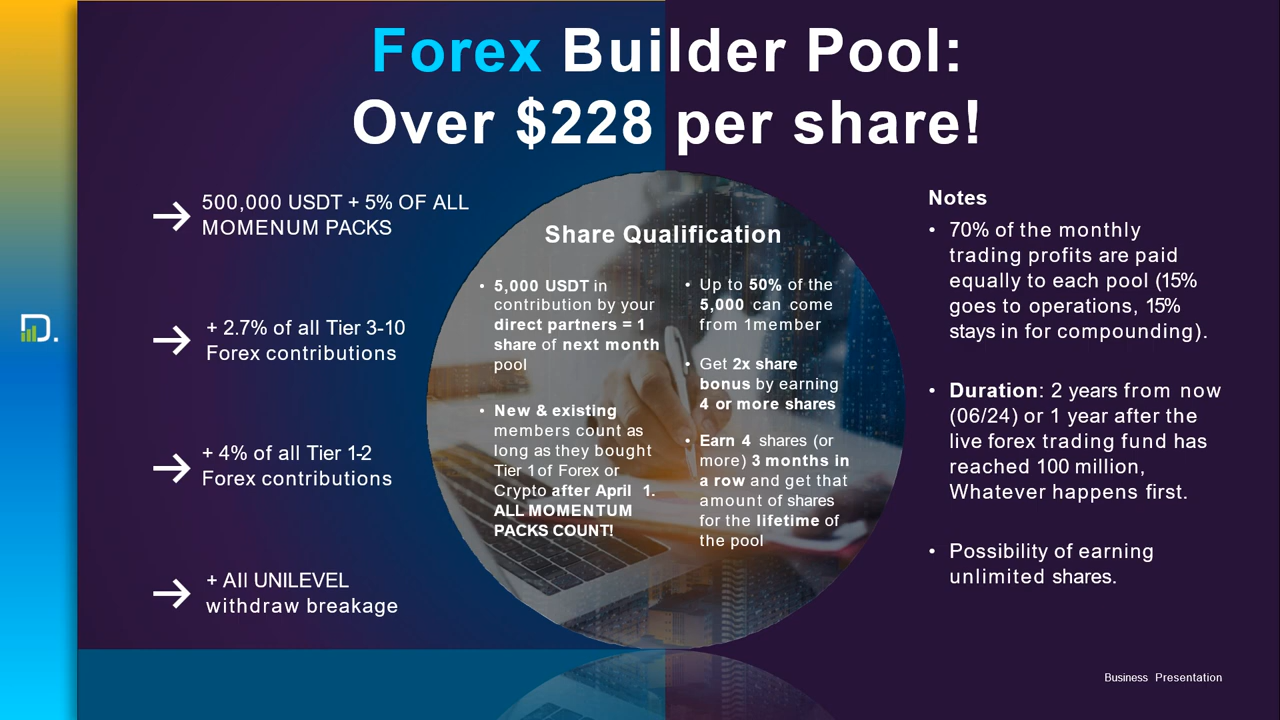 Forex Builder Pool:
Over $228 per share!
500,000 USDT + 5% OF ALL
MOMENUM PACKS
+ 2.7% of all Tier 3-10
Forex contributions
+ 4% of all Tier 1-2
Forex contributions
+ All UNILEVEL
withdraw breakage
Share Qualification
• 5,000 USDT in
contribution by your
direct partners = 1
share of next month
pool
• New & existing
members count as
long as they bought
Tier 1 of Forex or
Crypto after April 1.
ALL MOMENTUM
PACKS COUNT!
• Up to 50% of the
5,000 can come
from 1member
• Get 2x share
bonus by earning
4 or more shares
• Earn 4 shares (or
more) 3 months in
a row and get that
amount of shares
for the lifetime of
the pool
Notes
• 70% of the monthly
trading profits are paid
equally to each pool (15%
goes to operations, 15%
stays in for compounding).
• Duration: 2 years from now
(06/24) or 1 year after the
live forex trading fund has
reached 100 million,
Whatever happens first.
• Possibility of earning
unlimited shares.
D.
Business Presentation